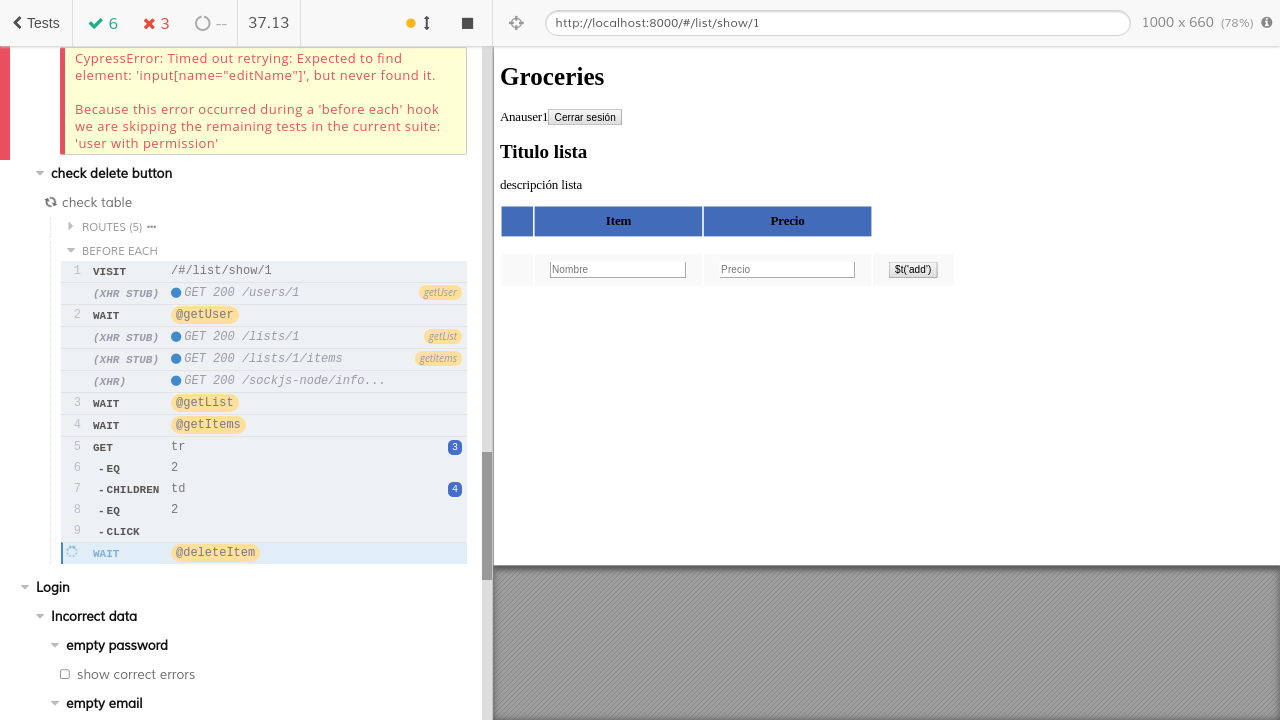 Tests 6 3 -- 37.13
CypressError: Timed out retrying: Expected to find
element: 'input[name="editName"]', but never found it.
Because this error occurred during a 'before each' hook
we are skipping the remaining tests in the current suite:
'user with permission'
check delete button
check table
ROUTES (5) •••
BEFORE EACH
1 VISIT /#/list/show/1
(XHR STUB) GET 200 /users/1 getUser
2 WAIT @getUser
(XHR STUB) GET 200 /lists/1 getList
(XHR STUB) GET 200 /lists/1/items getItems
(XHR) GET 200 /sockjs-node/info...
3 WAIT @getList
4 WAIT @getItems
5 GET tr 3
6 -EQ 2
7 -CHILDREN td 4
8 -EQ 2
9 -CLICK
WAIT @deleteItem
Login
Incorrect data
empty password
show correct errors
empty email
http://localhost:8000/#/list/show/1 1000 x 660 (78%)
Groceries
Anauser1 Cerrar sesión
Titulo lista
descripción lista
Item Precio
Nombre Precio $t('add')